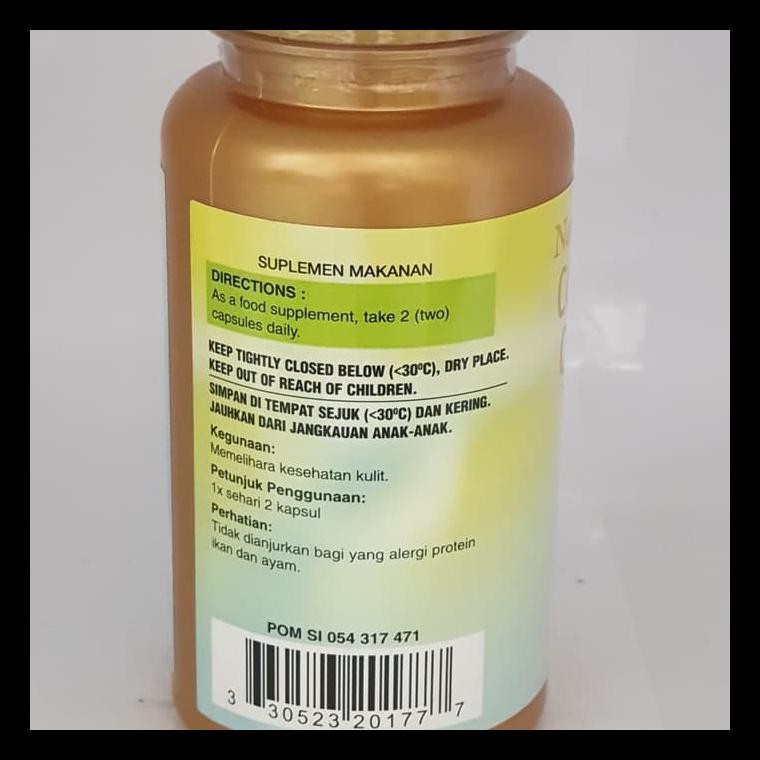 SUPLEMEN MAKANAN
DIRECTIONS :
As a food supplement, take 2 (two)
capsules daily.
KEEP TIGHTLY CLOSED BELOW (<30ºC), DRY PLACE.
KEEP OUT OF REACH OF CHILDREN.
SIMPAN DI TEMPAT SEJUK (<30ºC) DAN KERING.
JAUHKAN DARI JANGKAUAN ANAK-ANAK.
Kegunaan:
Memelihara kesehatan kulit.
Petunjuk Penggunaan:
1x sehari 2 kapsul
Perhatian:
Tidak dianjurkan bagi yang alergi protein
ikan dan ayam.
POM SI 054 317 471
3 30523 20177 7